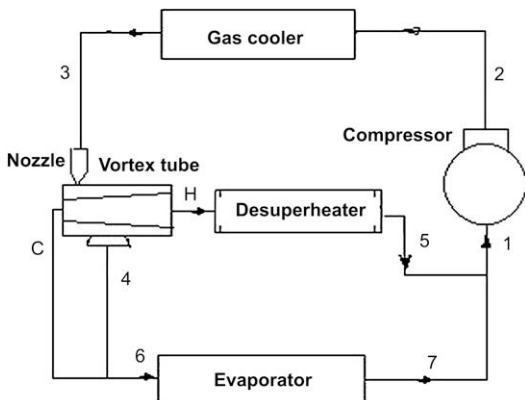 Gas cooler
3
2
Compressor
Nozzle
Vortex tube
H
Desuperheater
C
4
5
1
6
Evaporator
7